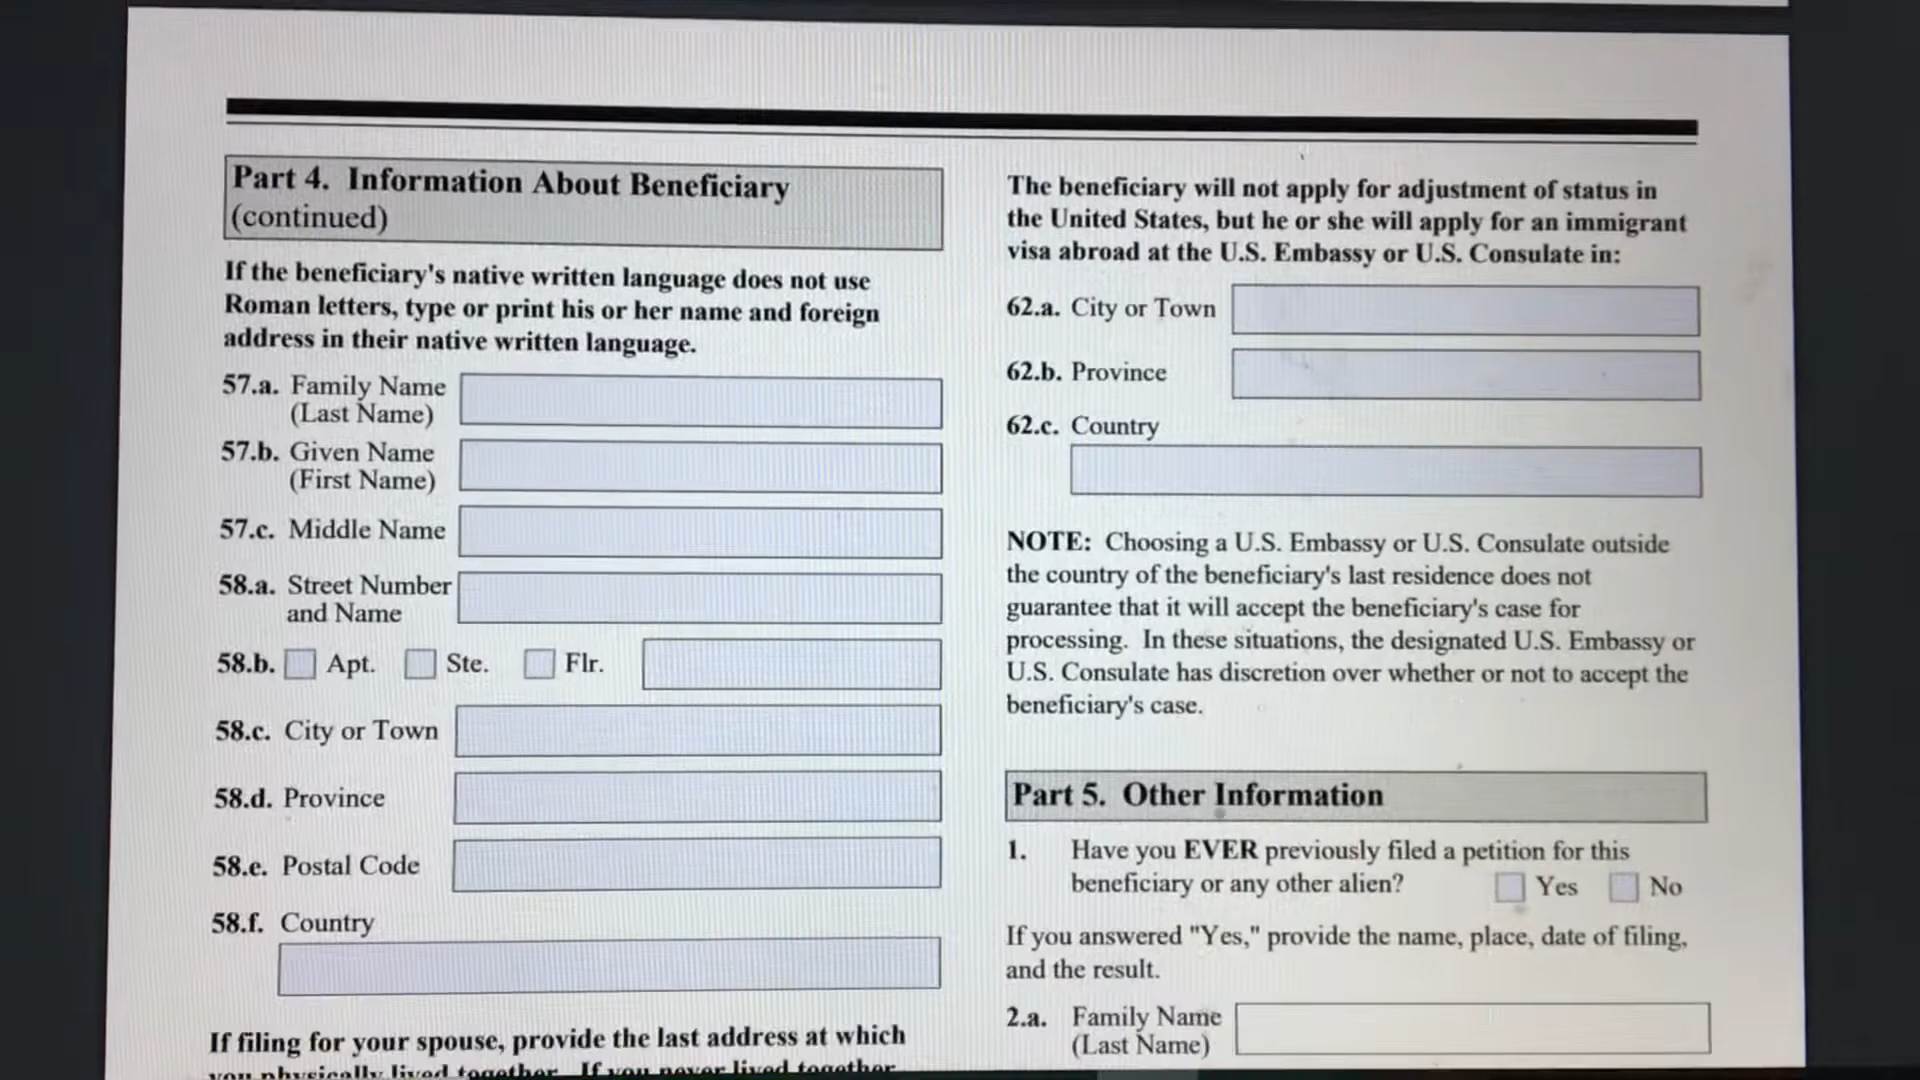 Part 4. Information About Beneficiary
(continued)
If the beneficiary's native written language does not use
Roman letters, type or print his or her name and foreign
address in their native written language.
57.a. Family Name
(Last Name)
57.b. Given Name
(First Name)
57.c. Middle Name
58.a. Street Number
and Name
58.b. Apt. Ste. Flr.
58.c. City or Town
58.d. Province
58.e. Postal Code
58.f. Country
If filing for your spouse, provide the last address at which
you physically lived together. If you never lived together,
The beneficiary will not apply for adjustment of status in
the United States, but he or she will apply for an immigrant
visa abroad at the U.S. Embassy or U.S. Consulate in:
62.a. City or Town
62.b. Province
62.c. Country
NOTE: Choosing a U.S. Embassy or U.S. Consulate outside
the country of the beneficiary's last residence does not
guarantee that it will accept the beneficiary's case for
processing. In these situations, the designated U.S. Embassy or
U.S. Consulate has discretion over whether or not to accept the
beneficiary's case.
Part 5. Other Information
1. Have you EVER previously filed a petition for this
beneficiary or any other alien? Yes No
If you answered "Yes," provide the name, place, date of filing,
and the result.
2.a. Family Name
(Last Name)